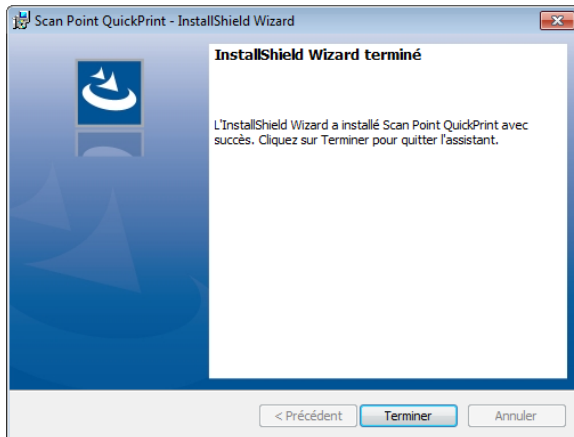 Scan Point QuickPrint - InstallShield Wizard
InstallShield Wizard terminé
L'InstallShield Wizard a installé Scan Point QuickPrint avec
succès. Cliquez sur Terminer pour quitter l'assistant.
< Précédent Terminer Annuler